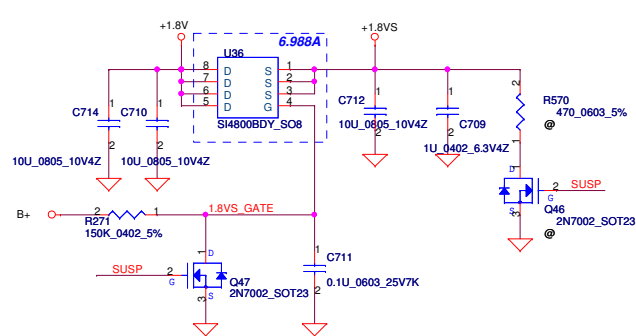 +1.8V
6.988A
+1.8VS
U36
8 D S 1
7 D S 2
6 D S 3
5 D G 4
SI4800BDY_SO8
C714
1
2
10U_0805_10V4Z
C710
1
2
10U_0805_10V4Z
C712
1
2
10U_0805_10V4Z
C709
1
2
1U_0402_6.3V4Z
2
R570
470_0603_5%
@
1
1
D
S
3
G
2
SUSP
Q46
2N7002_SOT23
@
B+
2
1
R271
150K_0402_5%
1.8VS_GATE
SUSP
2
G
1
D
S
3
Q47
2N7002_SOT23
1
C711
0.1U_0603_25V7K
2